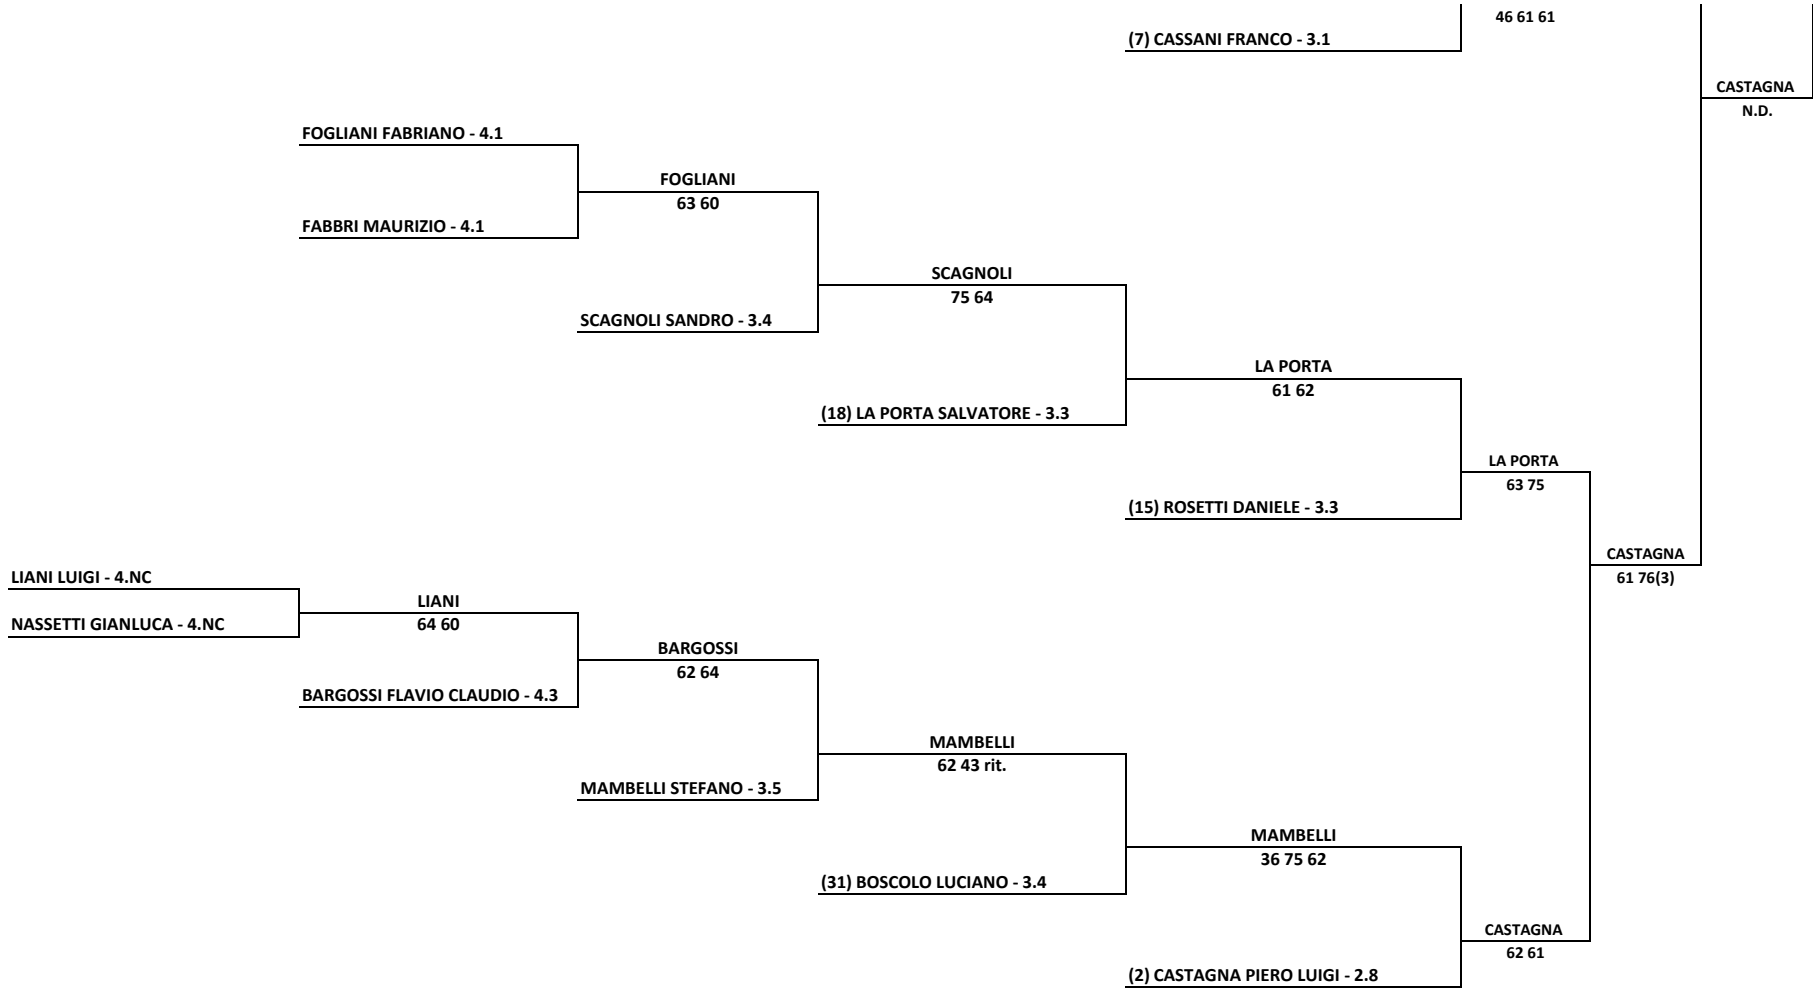 46 61 61
(7) CASSANI FRANCO - 3.1
CASTAGNA
N.D.
FOGLIANI FABRIANO - 4.1
FOGLIANI
63 60
FABBRI MAURIZIO - 4.1
SCAGNOLI
75 64
SCAGNOLI SANDRO - 3.4
LA PORTA
61 62
(18) LA PORTA SALVATORE - 3.3
LA PORTA
63 75
(15) ROSETTI DANIELE - 3.3
CASTAGNA
61 76(3)
LIANI LUIGI - 4.NC
LIANI
64 60
NASSETTI GIANLUCA - 4.NC
BARGOSSI
62 64
BARGOSSI FLAVIO CLAUDIO - 4.3
MAMBELLI
62 43 rit.
MAMBELLI STEFANO - 3.5
MAMBELLI
36 75 62
(31) BOSCOLO LUCIANO - 3.4
CASTAGNA
62 61
(2) CASTAGNA PIERO LUIGI - 2.8